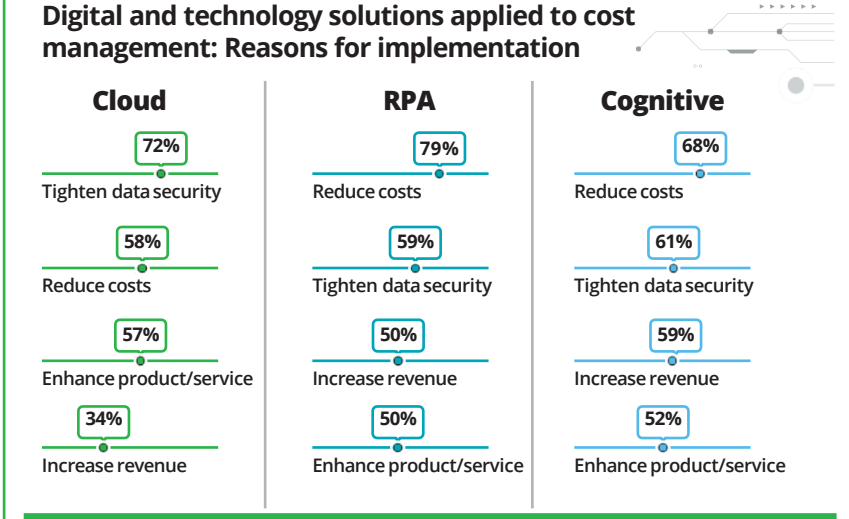 Digital and technology solutions applied to cost
management: Reasons for implementation
Cloud
72%
Tighten data security
58%
Reduce costs
57%
Enhance product/service
34%
Increase revenue
RPA
79%
Reduce costs
59%
Tighten data security
50%
Increase revenue
50%
Enhance product/service
Cognitive
68%
Reduce costs
61%
Tighten data security
59%
Increase revenue
52%
Enhance product/service